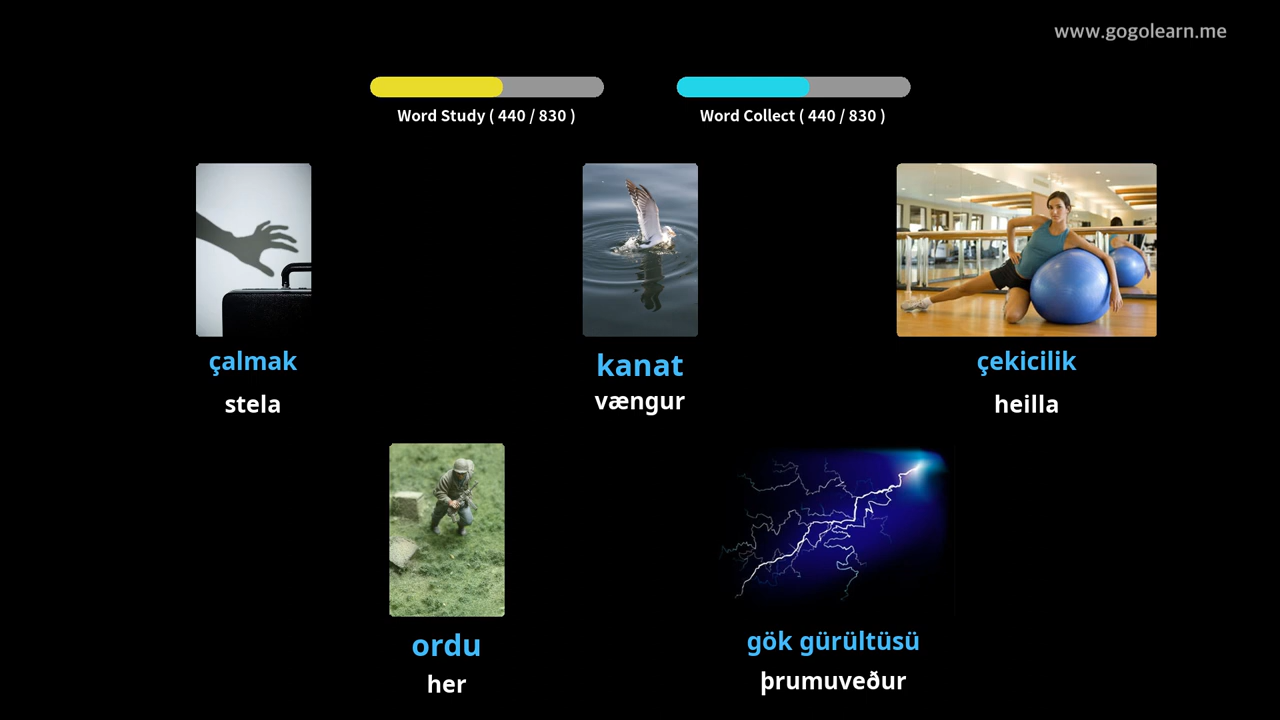 www.gogolearn.me
Word Study ( 440 / 830 )
Word Collect ( 440 / 830 )
çalmak
stela
kanat
vængur
çekicilik
heilla
ordu
her
gök gürültüsü
þrumuveður